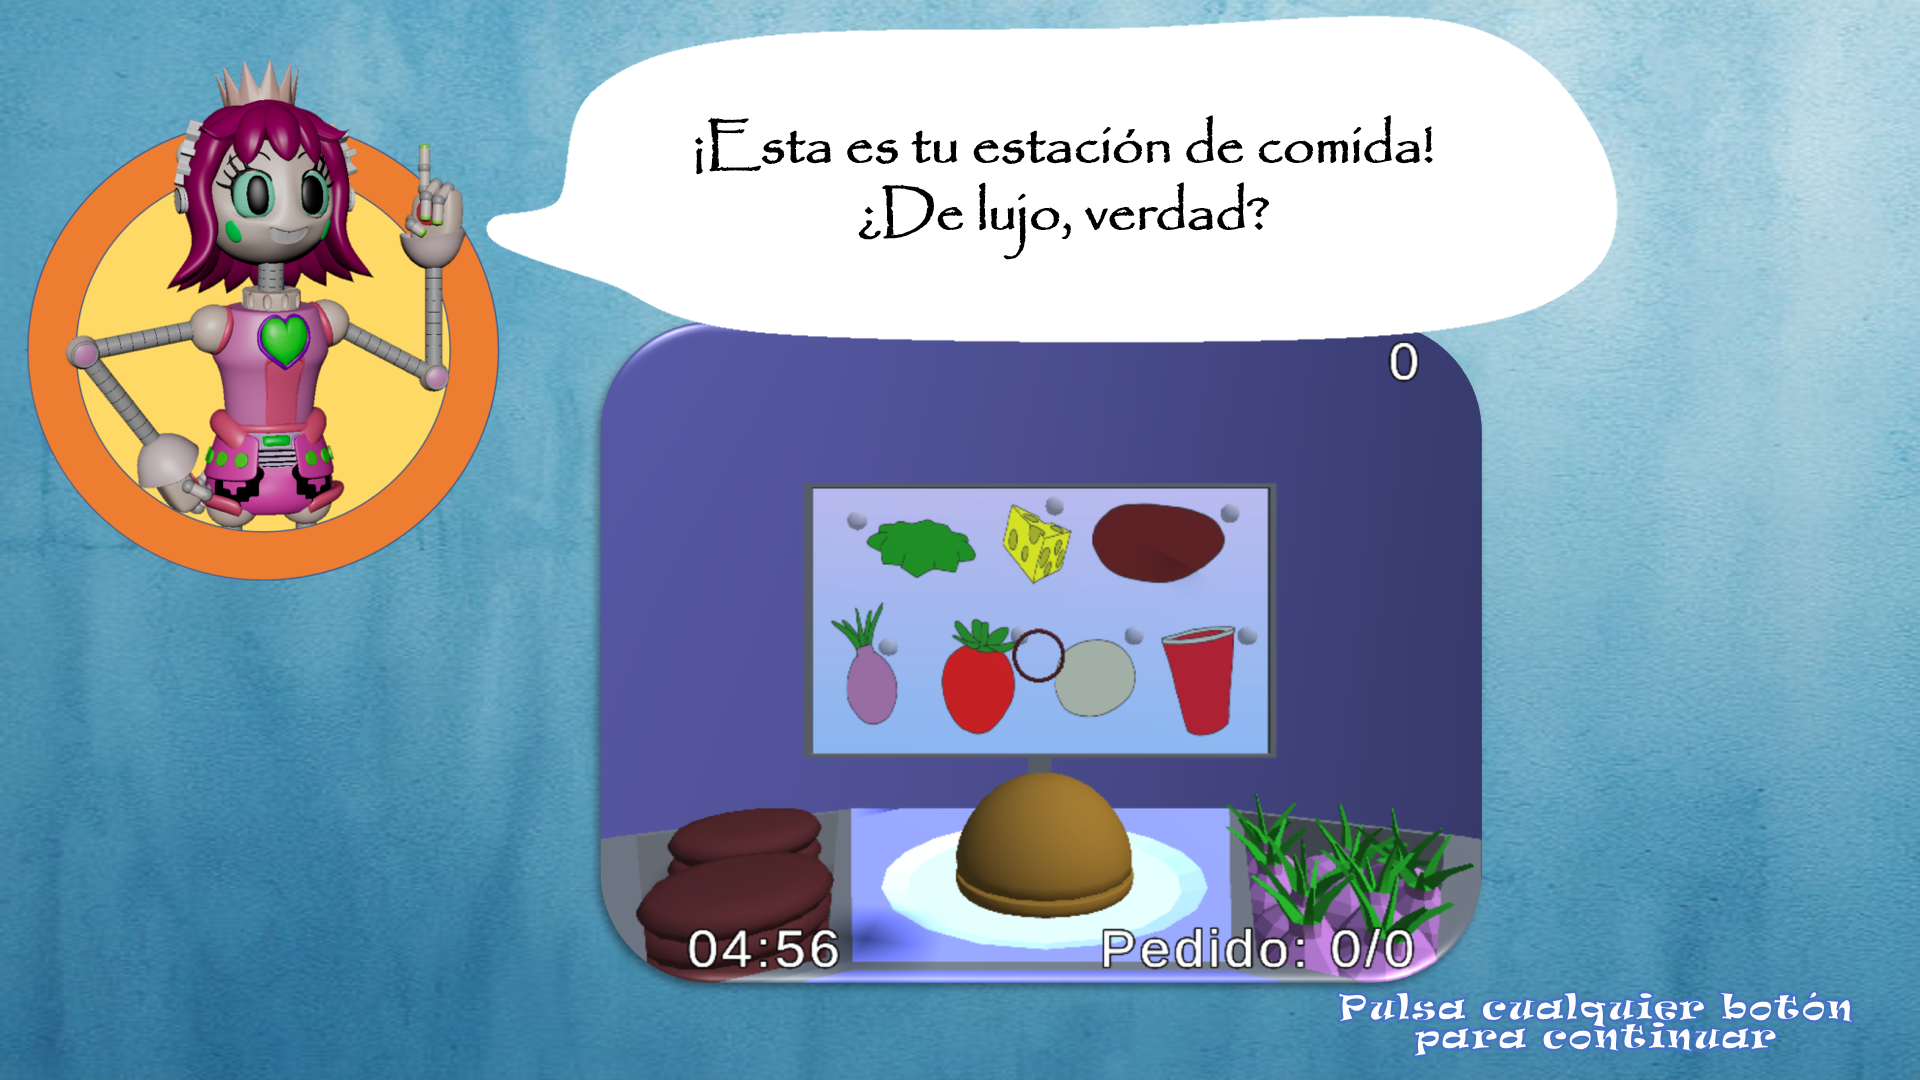 ¡Esta es tu estación de comida!
¿De lujo, verdad?
0
04:56
Pedido: 0/0
Pulsa cualquier botón
para continuar